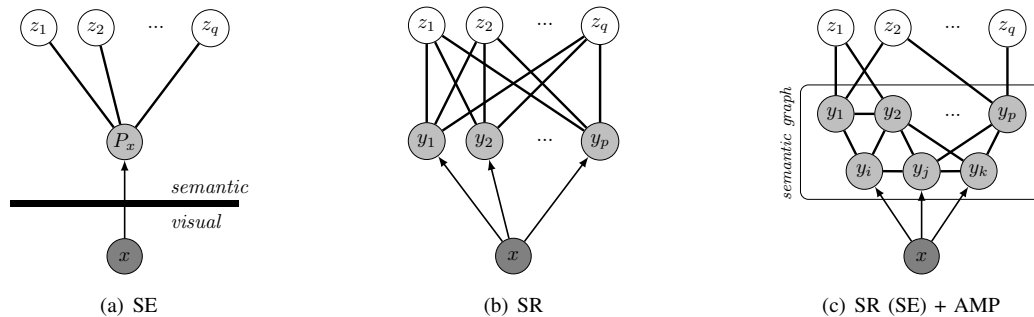 z1 z2 ... zq
z1 z2 ... zq
z1 z2 ... zq
Px
semantic
visual
x
(a) SE
y1 y2 ... yp
x
(b) SR
semantic graph
y1 y2 ... yp
yi yj yk
x
(c) SR (SE) + AMP